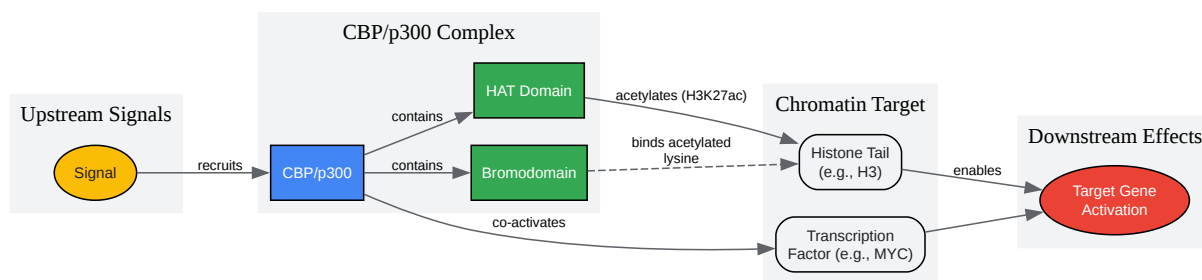 Upstream Signals
Signal
recruits
CBP/p300 Complex
CBP/p300
contains
HAT Domain
contains
Bromodomain
co-activates
acetylates (H3K27ac)
binds acetylated
lysine
Chromatin Target
Histone Tail
(e.g., H3)
Transcription
Factor (e.g., MYC)
enables
Downstream Effects
Target Gene
Activation